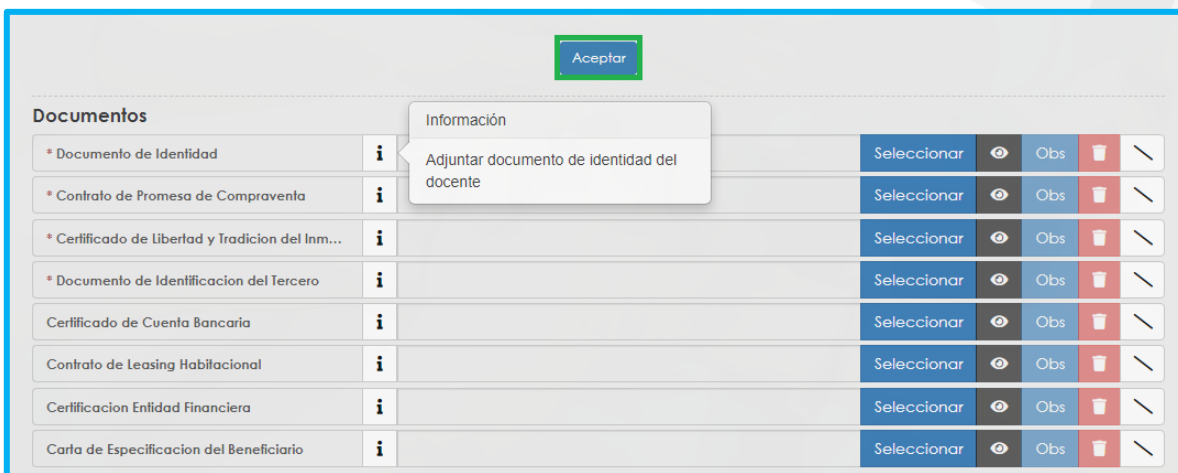 Aceptar
Documentos
Información
Adjuntar documento de identidad del
docente
* Documento de Identidad i Seleccionar Obs
* Contrato de Promesa de Compraventa i Seleccionar Obs
* Certificado de Libertad y Tradicion del Inm... i Seleccionar Obs
* Documento de Identificacion del Tercero i Seleccionar Obs
Certificado de Cuenta Bancaria i Seleccionar Obs
Contrato de Leasing Habitacional i Seleccionar Obs
Certificacion Entidad Financiera i Seleccionar Obs
Carta de Especificacion del Beneficiario i Seleccionar Obs